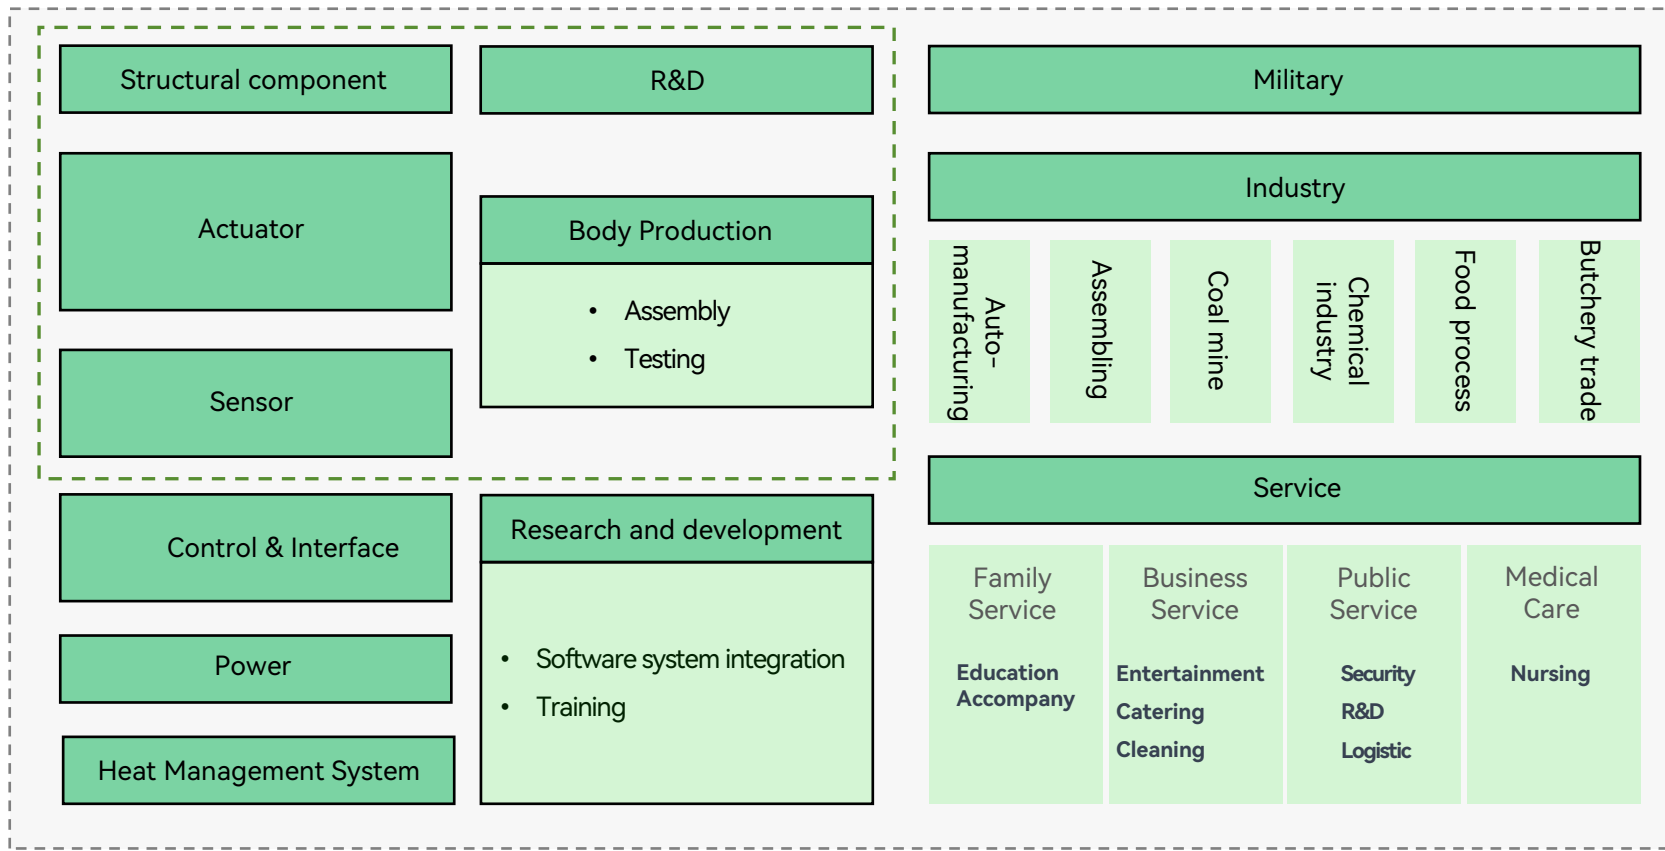 Structural component
Actuator
Sensor
Control & Interface
Power
Heat Management System
R&D
Body Production
• Assembly
• Testing
Research and development
• Software system integration
• Training
Military
Industry
Auto-
manufacturing
Assembling
Coal mine
Chemical
industry
Food process
Butchery trade
Service
Family
Service
Education
Accompany
Business
Service
Entertainment
Catering
Cleaning
Public
Service
Security
R&D
Logistic
Medical
Care
Nursing